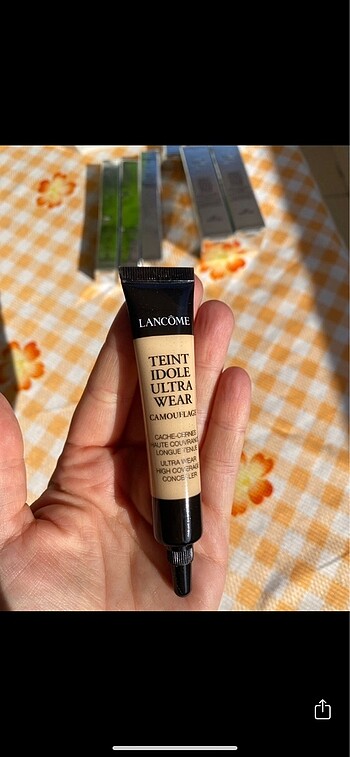 LANCÔME
TEINT
IDOLE
ULTRA
WEAR
CAMOUFLAGE
CACHE-CERNES
HAUTE COUVRANCE
LONGUE TENUE
ULTRA WEAR
HIGH COVERAGE
CONCEALER